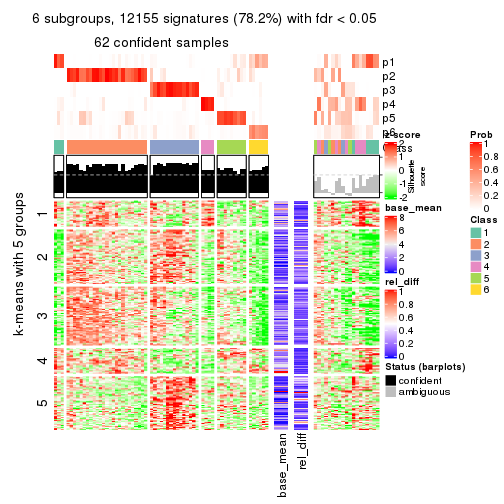 6 subgroups, 12155 signatures (78.2%) with fdr < 0.05
62 confident samples
p1
p2
p3
p4
p5
p6
Class
Silhouette
score
k-means with 5 groups
1
2
3
4
5
base_mean
rel_diff
z-score
2
1
0
-1
-2
base_mean
8
6
4
2
0
rel_diff
1
0.8
0.6
0.4
0.2
0
Status (barplots)
confident
ambiguous
Prob
1
0.8
0.6
0.4
0.2
0
Class
1
2
3
4
5
6